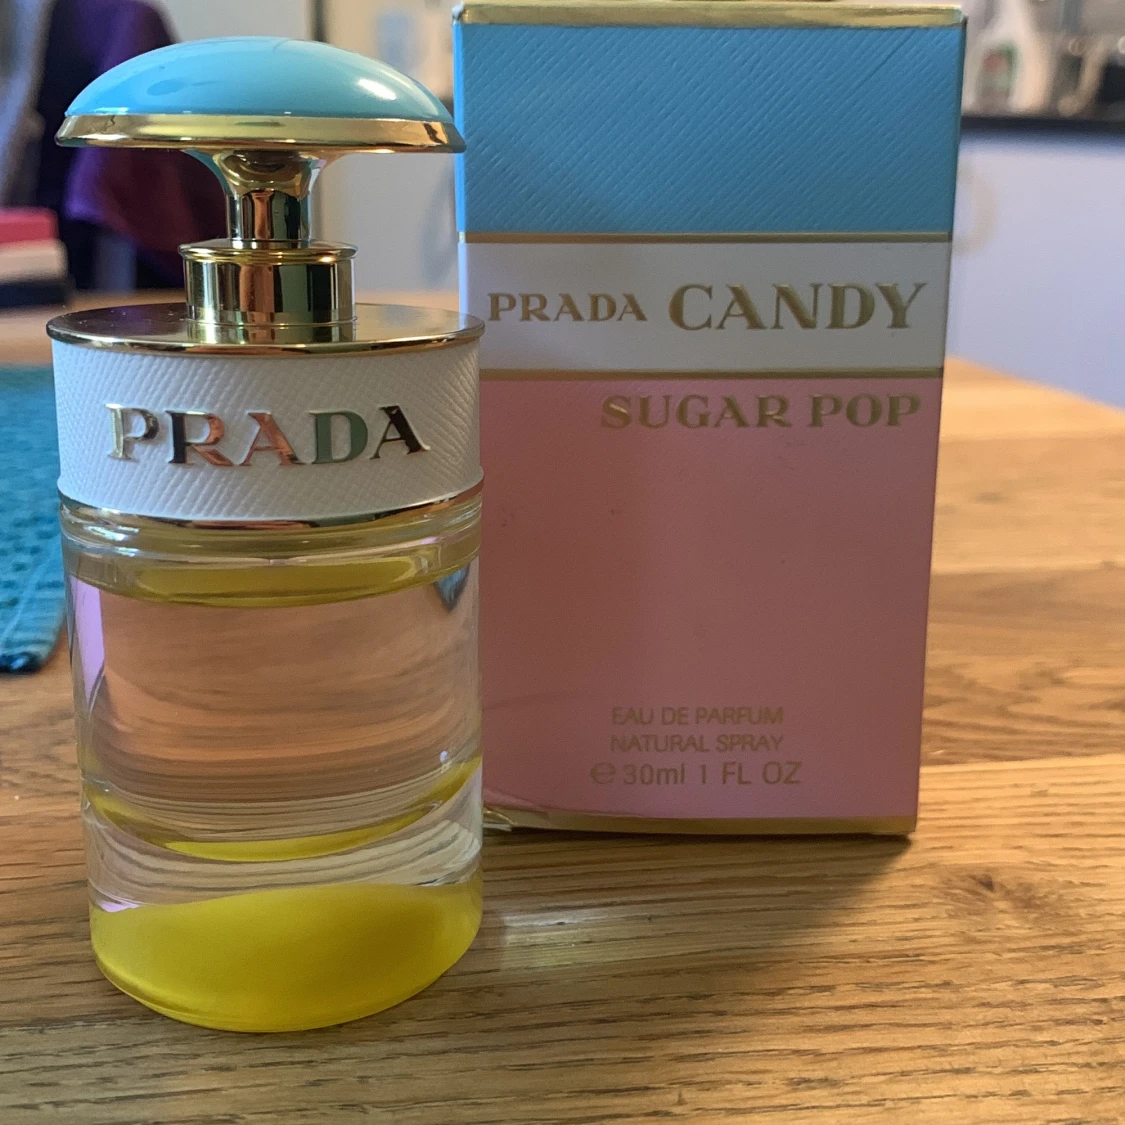 PRADA
PRADA CANDY
SUGAR POP
EAU DE PARFUM
NATURAL SPRAY
℮30ml 1 FL OZ